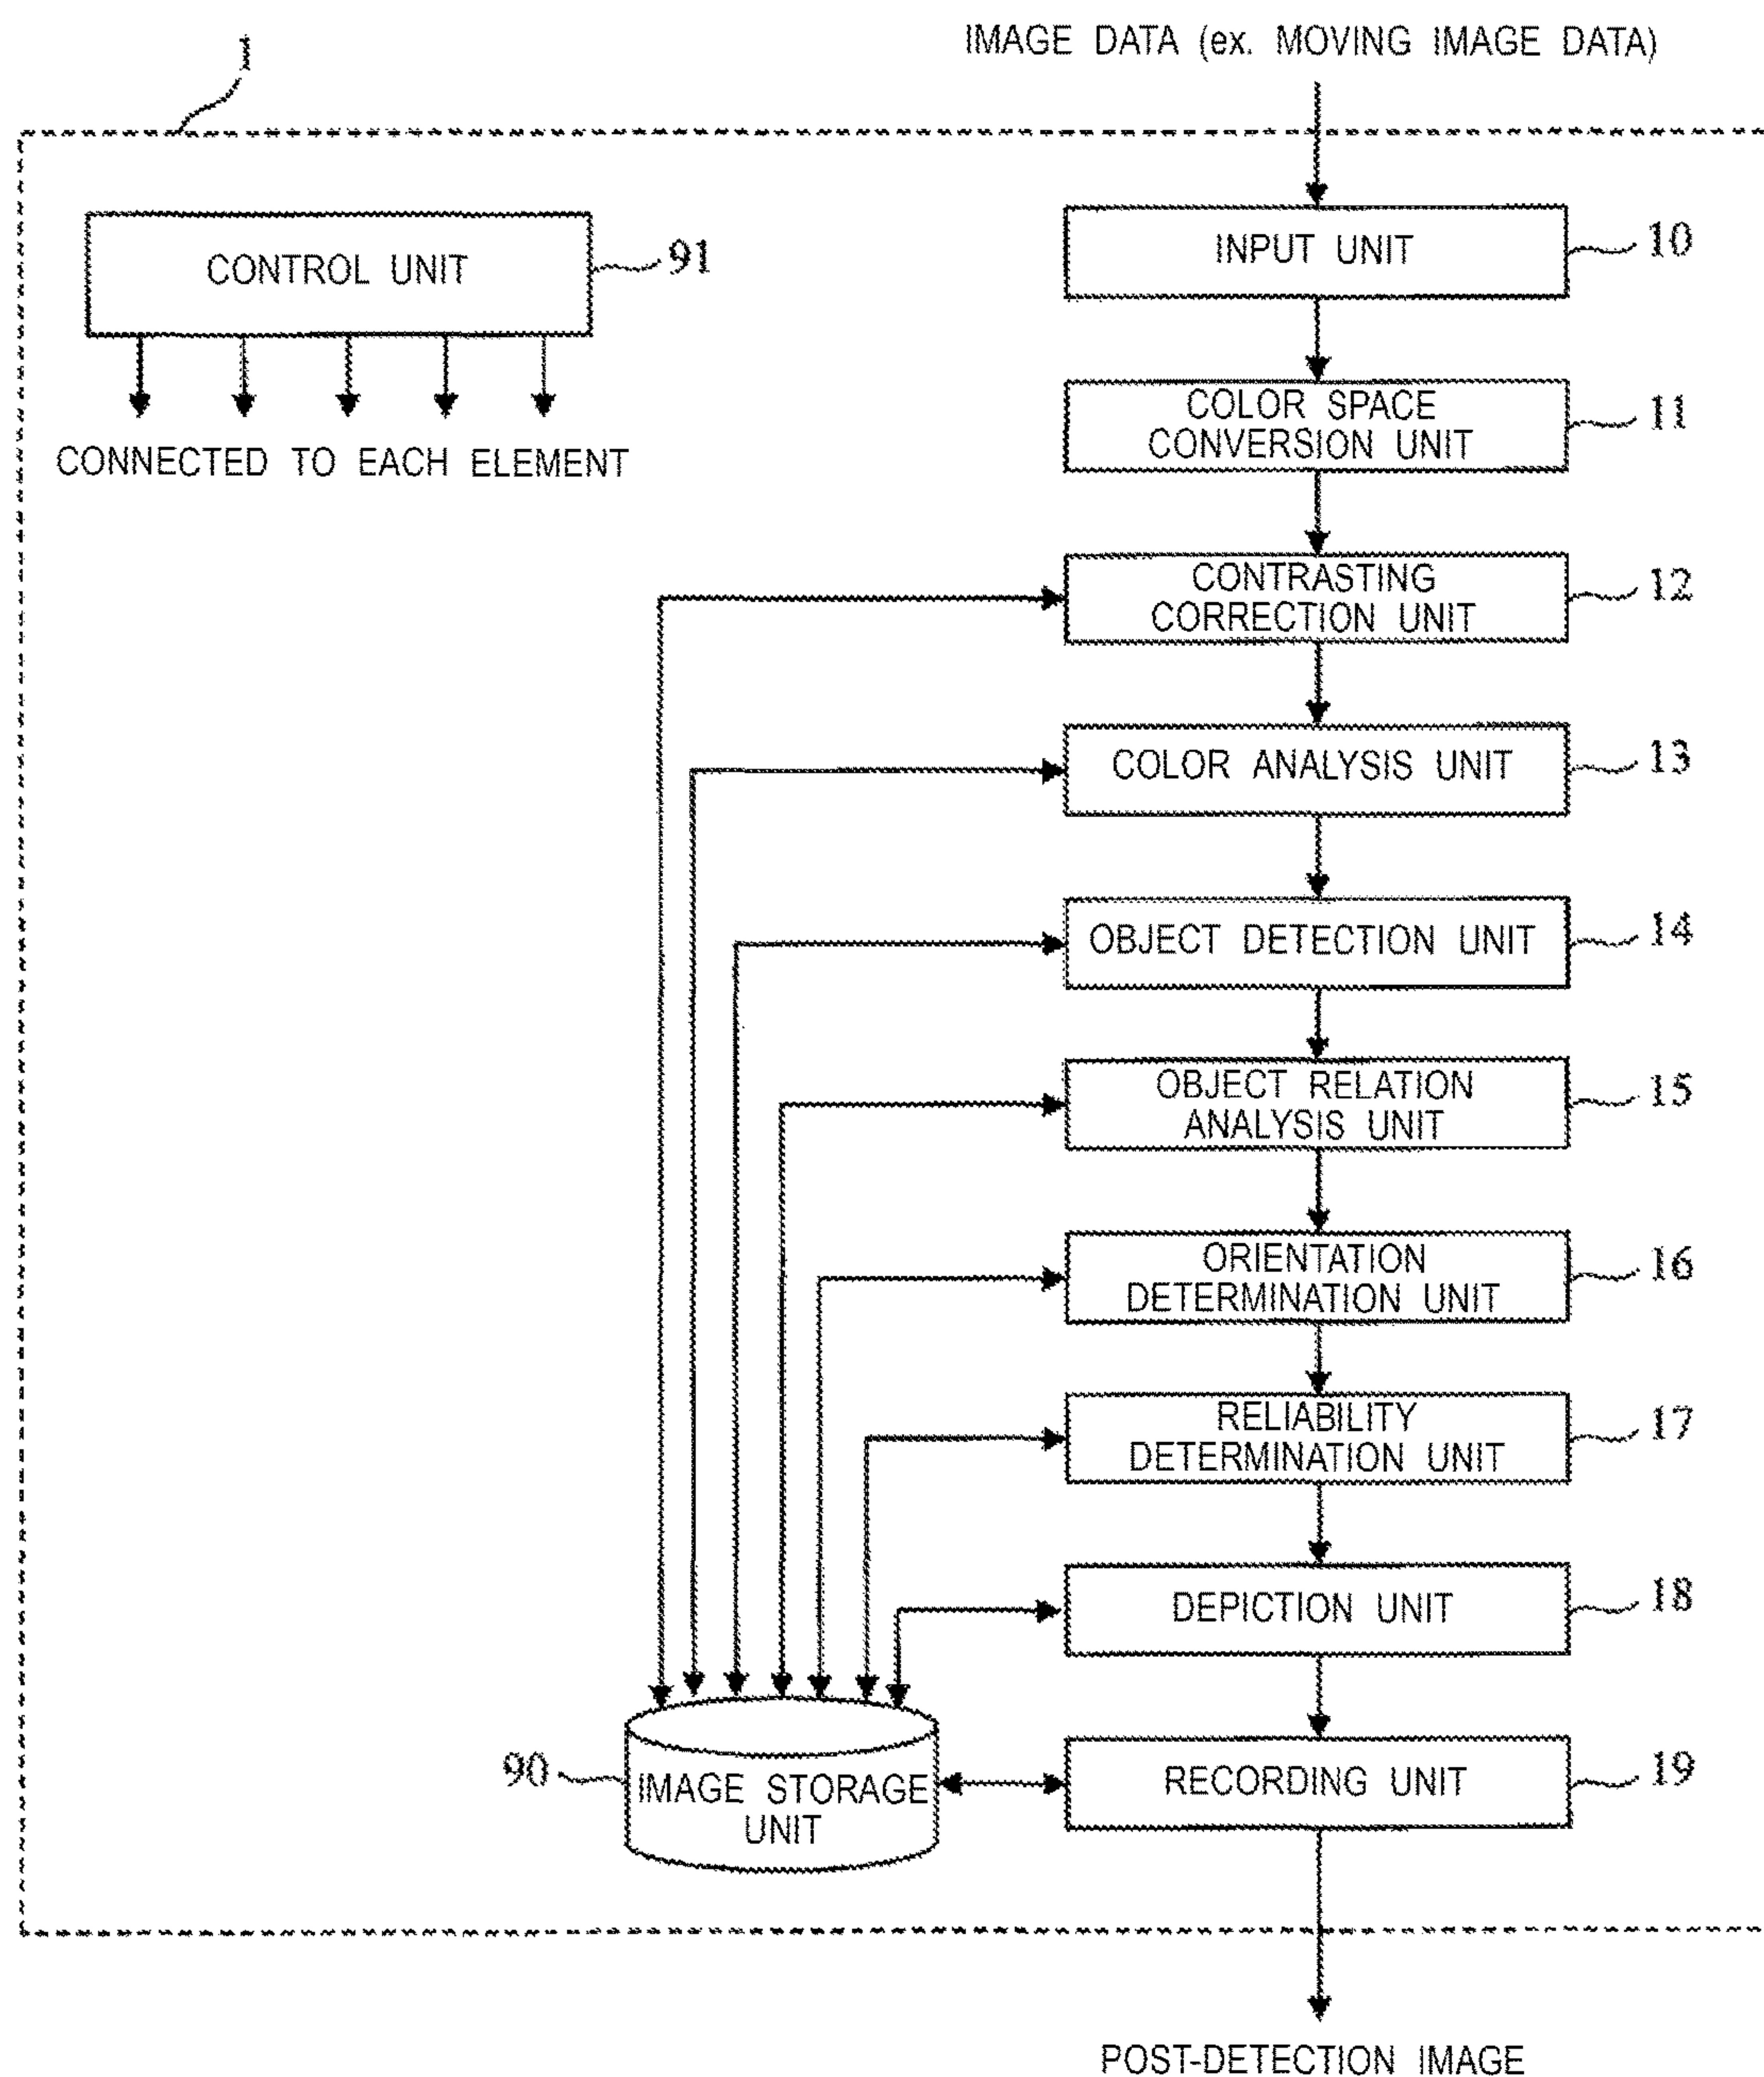 IMAGE DATA (ex. MOVING IMAGE DATA)
1
CONTROL UNIT
91
CONNECTED TO EACH ELEMENT
INPUT UNIT
10
COLOR SPACE
CONVERSION UNIT
11
CONTRASTING
CORRECTION UNIT
12
COLOR ANALYSIS UNIT
13
OBJECT DETECTION UNIT
14
OBJECT RELATION
ANALYSIS UNIT
15
ORIENTATION
DETERMINATION UNIT
16
RELIABILITY
DETERMINATION UNIT
17
DEPICTION UNIT
18
90
IMAGE STORAGE
UNIT
RECORDING UNIT
19
POST-DETECTION IMAGE